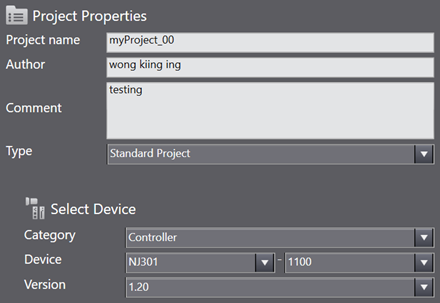 Project Properties
Project name myProject_00
Author wong kiing ing
Comment testing
Type Standard Project
Select Device
Category Controller
Device NJ301 - 1100
Version 1.20